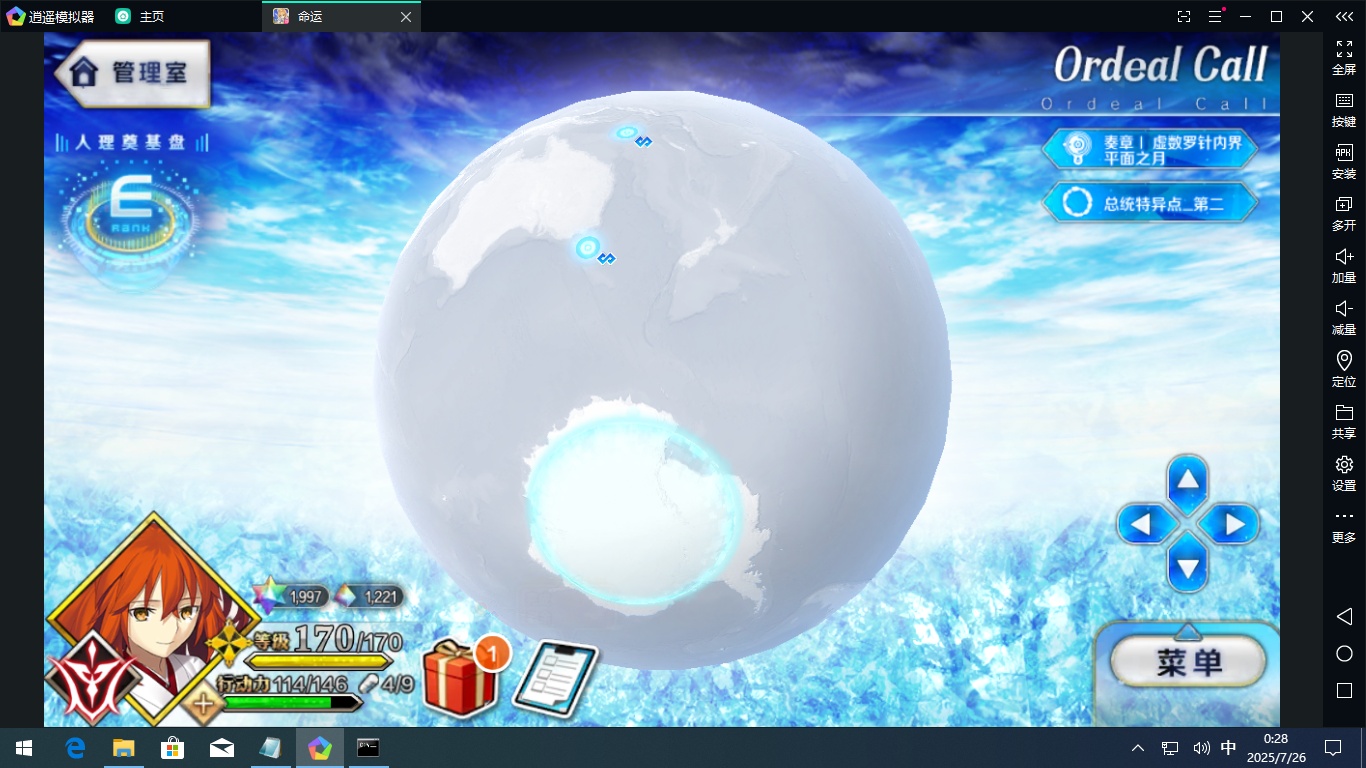 逍遥模拟器
主页
命运
管理室
人理奠基盘
E
RANK
Ordeal Call
Ordeal Call
奏章Ⅰ 虚数罗针内界
平面之月
总统特异点_第二
1,997
1,221
等级 170/170
行动力 114/146
4/9
1
菜单
全屏
按键
APK
安装
多开
加量
减量
定位
共享
设置
更多
中
0:28
2025/7/26